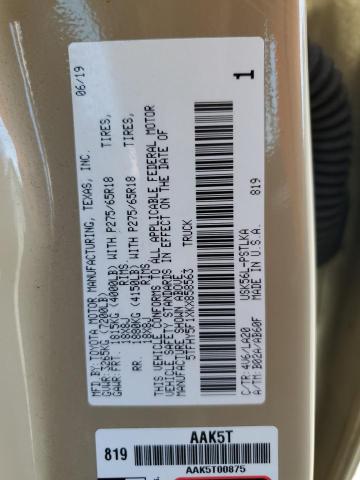 MFD.BY:TOYOTA MOTOR MANUFACTURING, TEXAS, INC. 06/19
GVWR: 3265KG (7200LB)
GAWR:FRT. 1815KG (4000LB) WITH P275/65R18 TIRES,
18X8J RIMS.
RR. 1880KG (4150LB) WITH P275/65R18 TIRES,
18X8J RIMS.
THIS VEHICLE CONFORMS TO ALL APPLICABLE FEDERAL MOTOR
VEHICLE SAFETY STANDARDS IN EFFECT ON THE DATE OF
MANUFACTURE SHOWN ABOVE.
5TFHY5F1XKX858563 TRUCK
1
USK56L-PSTLKA 819
C/TR: 4V6/LA20 MADE IN U.S.A.
A/TM: B02A/AB60F
819
AAK5T
AAK5T00875